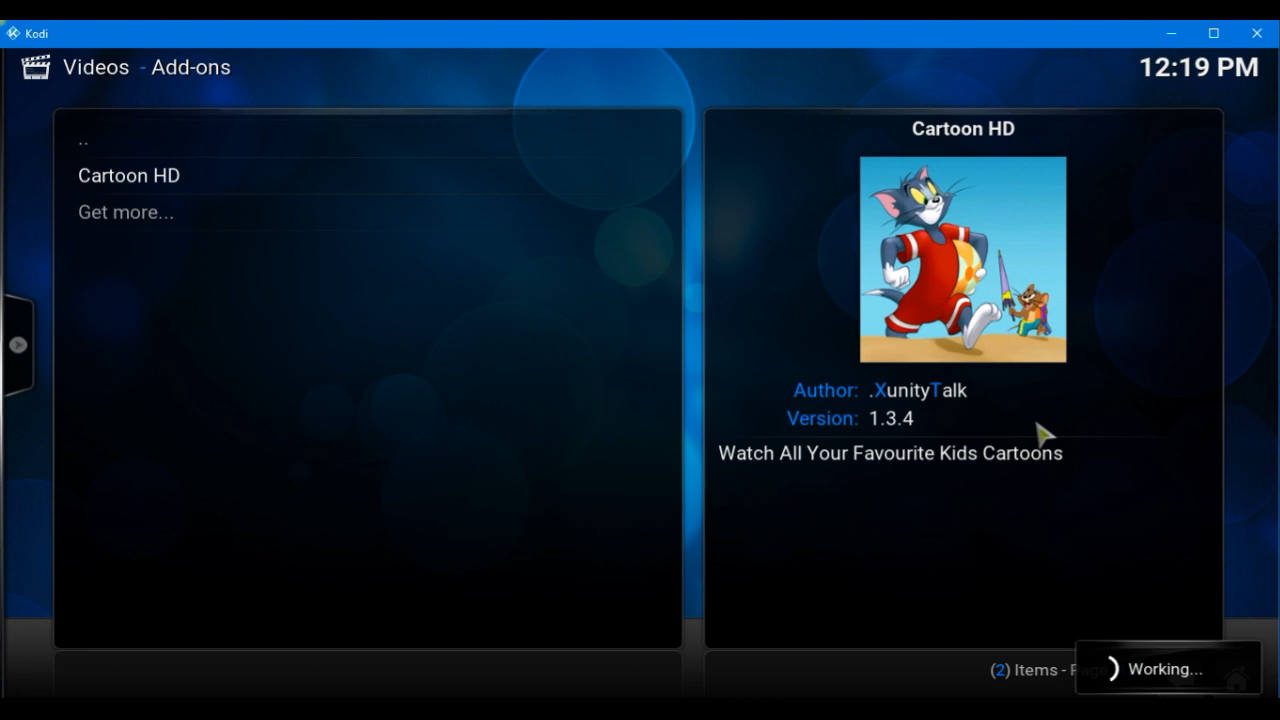 Kodi
Videos - Add-ons
12:19 PM
..
Cartoon HD
Get more...
Cartoon HD
Author: .XunityTalk
Version: 1.3.4
Watch All Your Favourite Kids Cartoons
(2) Items - Page
Working...